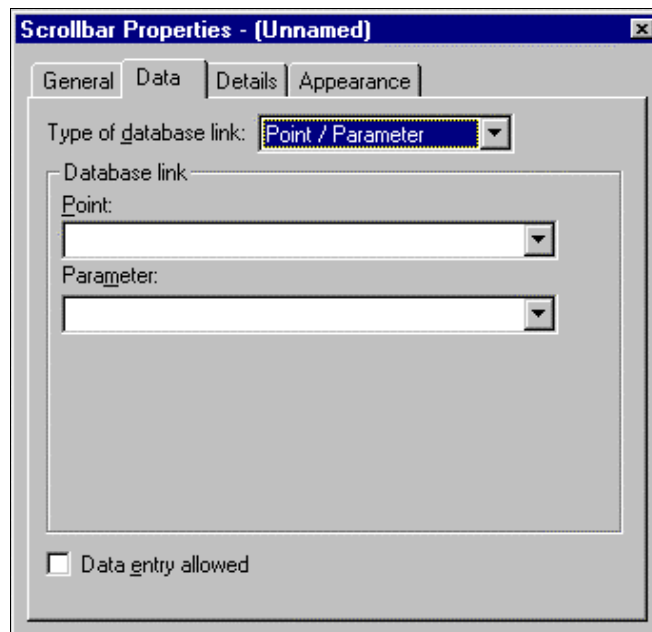 Scrollbar Properties - (Unnamed)
General Data Details Appearance
Type of database link: Point / Parameter
Database link
Point:
Parameter:
Data entry allowed